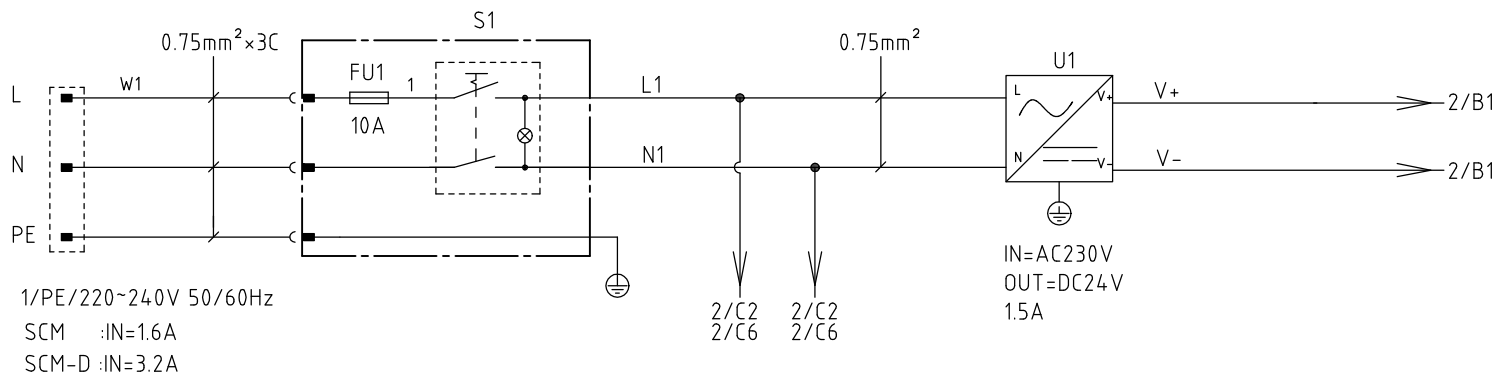 S1
0.75mm²×3C
0.75mm²
U1
FU1
L
W1
1
L1
L
V+
V+
2/B1
10A
N
N1
N
V-
V-
2/B1
PE
IN=AC230V
OUT=DC24V
1.5A
1/PE/220~240V 50/60Hz
SCM :IN=1.6A
SCM-D :IN=3.2A
2/C2
2/C6
2/C2
2/C6